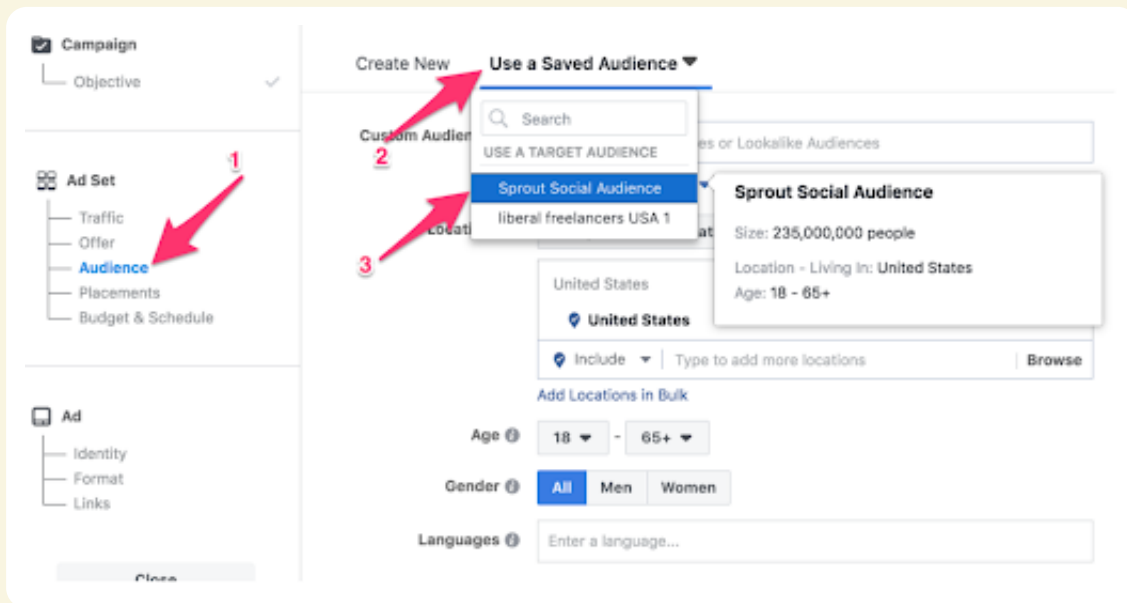 Campaign
Objective
1
Ad Set
Traffic
Offer
Audience
Placements
Budget & Schedule
Ad
Identity
Format
Links
Close
Create New
Use a Saved Audience
2
Search
Custom Audien
es or Lookalike Audiences
USE A TARGET AUDIENCE
Sprout Social Audience
liberal freelancers USA 1
3
Locati
at
Sprout Social Audience
Size: 235,000,000 people
Location - Living In: United States
Age: 18 - 65+
United States
United States
Include
Type to add more locations
Browse
Add Locations in Bulk
Age
18 - 65+
Gender
All Men Women
Languages
Enter a language...